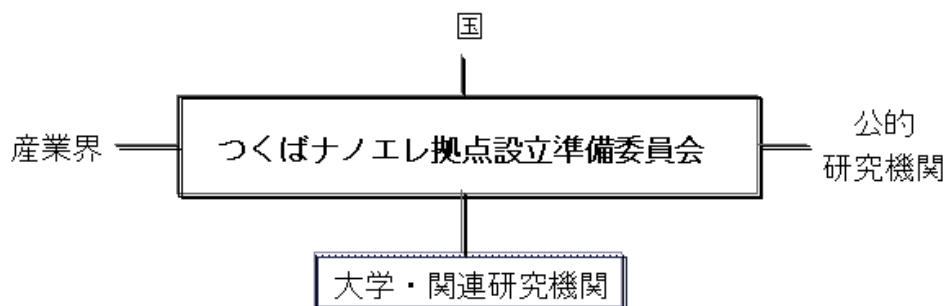 国
産業界
つくばナノエレ拠点設立準備委員会
公的
研究機関
大学・関連研究機関